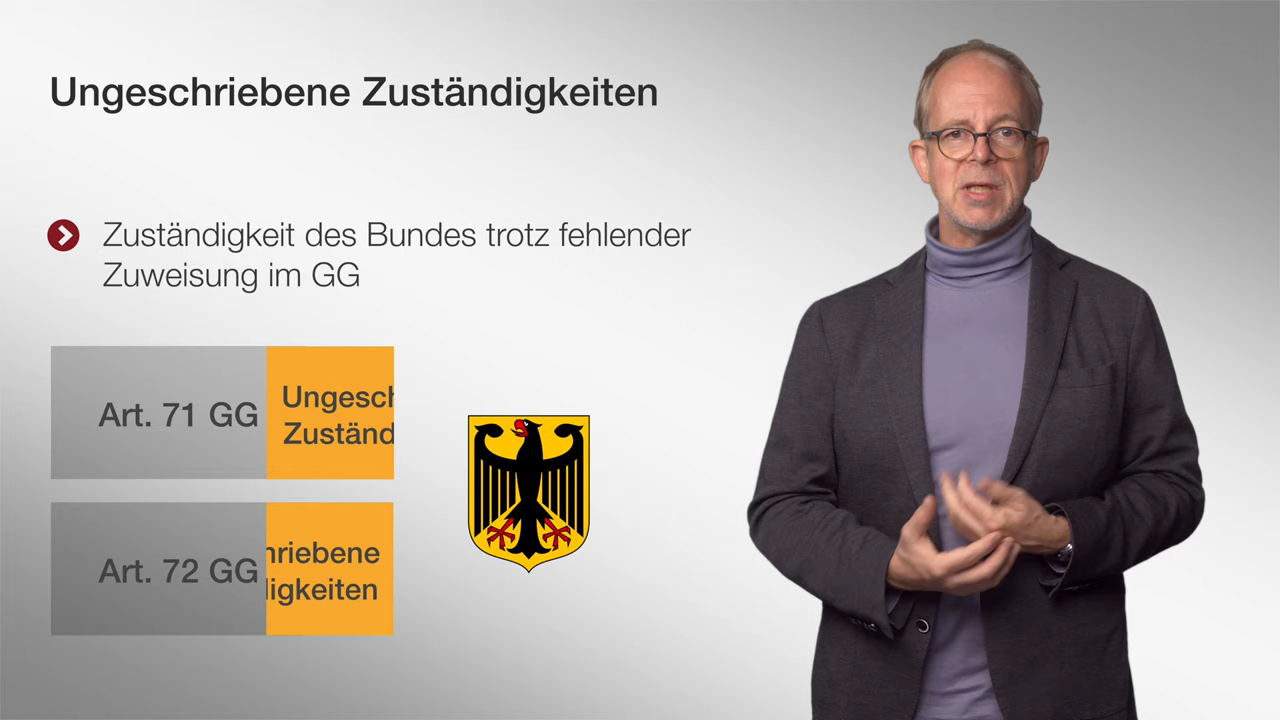 Ungeschriebene Zuständigkeiten
Zuständigkeit des Bundes trotz fehlender
Zuweisung im GG
Art. 71 GG
Ungesch
Zuständ
Art. 72 GG
hriebene
igkeiten